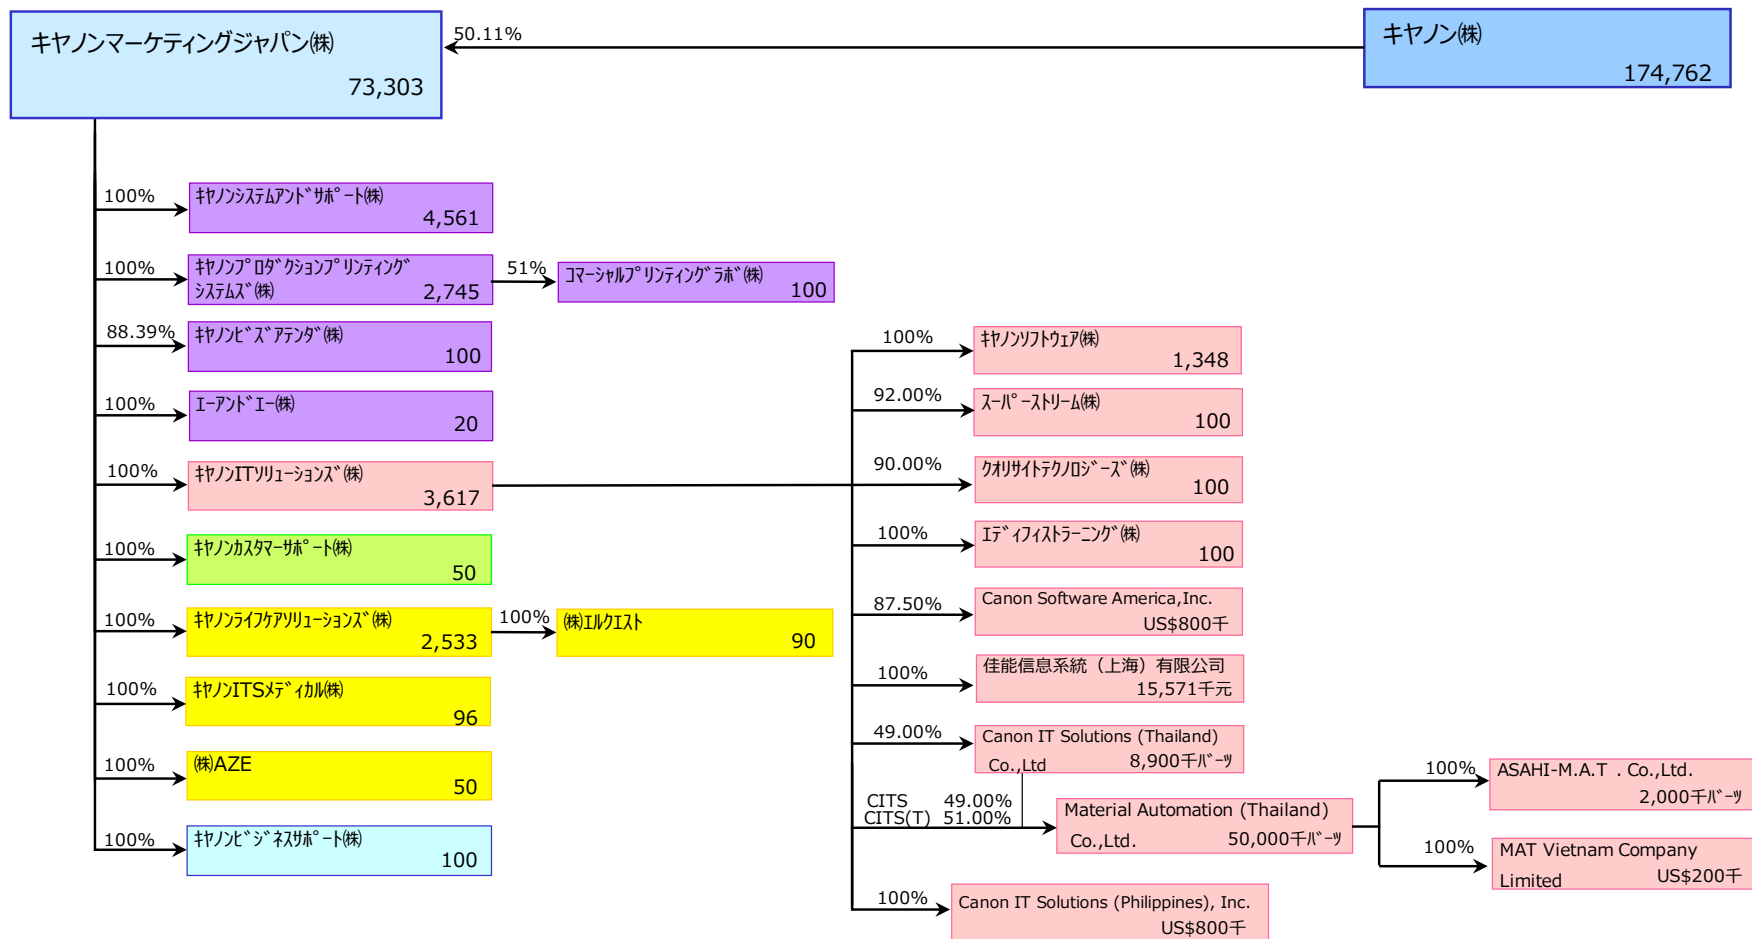 キヤノンマーケティングジャパン㈱
73,303
50.11%
キヤノン㈱
174,762
100%
ｷﾔﾉﾝｼｽﾃﾑｱﾝﾄﾞｻﾎﾟｰﾄ㈱
4,561
100%
ｷﾔﾉﾝﾌﾟﾛﾀﾞｸｼｮﾝﾌﾟﾘﾝﾃｨﾝｸﾞ
ｼｽﾃﾑｽﾞ㈱
2,745
51%
ｺﾏｰｼｬﾙﾌﾟﾘﾝﾃｨﾝｸﾞﾗﾎﾞ㈱
100
88.39%
ｷﾔﾉﾝﾋﾞｽﾞｱﾃﾝﾀﾞ㈱
100
100%
ｴｰｱﾝﾄﾞｴｰ㈱
20
100%
ｷﾔﾉﾝITｿﾘｭｰｼｮﾝｽﾞ㈱
3,617
100%
ｷﾔﾉﾝｶｽﾀﾏｰｻﾎﾟｰﾄ㈱
50
100%
ｷﾔﾉﾝﾗｲﾌｹｱｿﾘｭｰｼｮﾝｽﾞ㈱
2,533
100%
㈱ｴﾙｸｴｽﾄ
90
100%
ｷﾔﾉﾝITSﾒﾃﾞｨｶﾙ㈱
96
100%
㈱AZE
50
100%
ｷﾔﾉﾝﾋﾞｼﾞﾈｽｻﾎﾟｰﾄ㈱
100
100%
ｷﾔﾉﾝｿﾌﾄｳｪｱ㈱
1,348
92.00%
ｽｰﾊﾟｰｽﾄﾘｰﾑ㈱
100
90.00%
ｸｵﾘｻｲﾄﾃｸﾉﾛｼﾞｰｽﾞ㈱
100
100%
ｴﾃﾞｨﾌｨｽﾄﾗｰﾆﾝｸﾞ㈱
100
87.50%
Canon Software America,Inc.
US$800千
100%
佳能信息系統（上海）有限公司
15,571千元
49.00%
Canon IT Solutions (Thailand)
Co.,Ltd 8,900千ﾊﾞｰﾂ
CITS 49.00%
CITS(T) 51.00%
Material Automation (Thailand)
Co.,Ltd. 50,000千ﾊﾞｰﾂ
100%
ASAHI-M.A.T . Co.,Ltd.
2,000千ﾊﾞｰﾂ
100%
MAT Vietnam Company
Limited US$200千
100%
Canon IT Solutions (Philippines), Inc.
US$800千